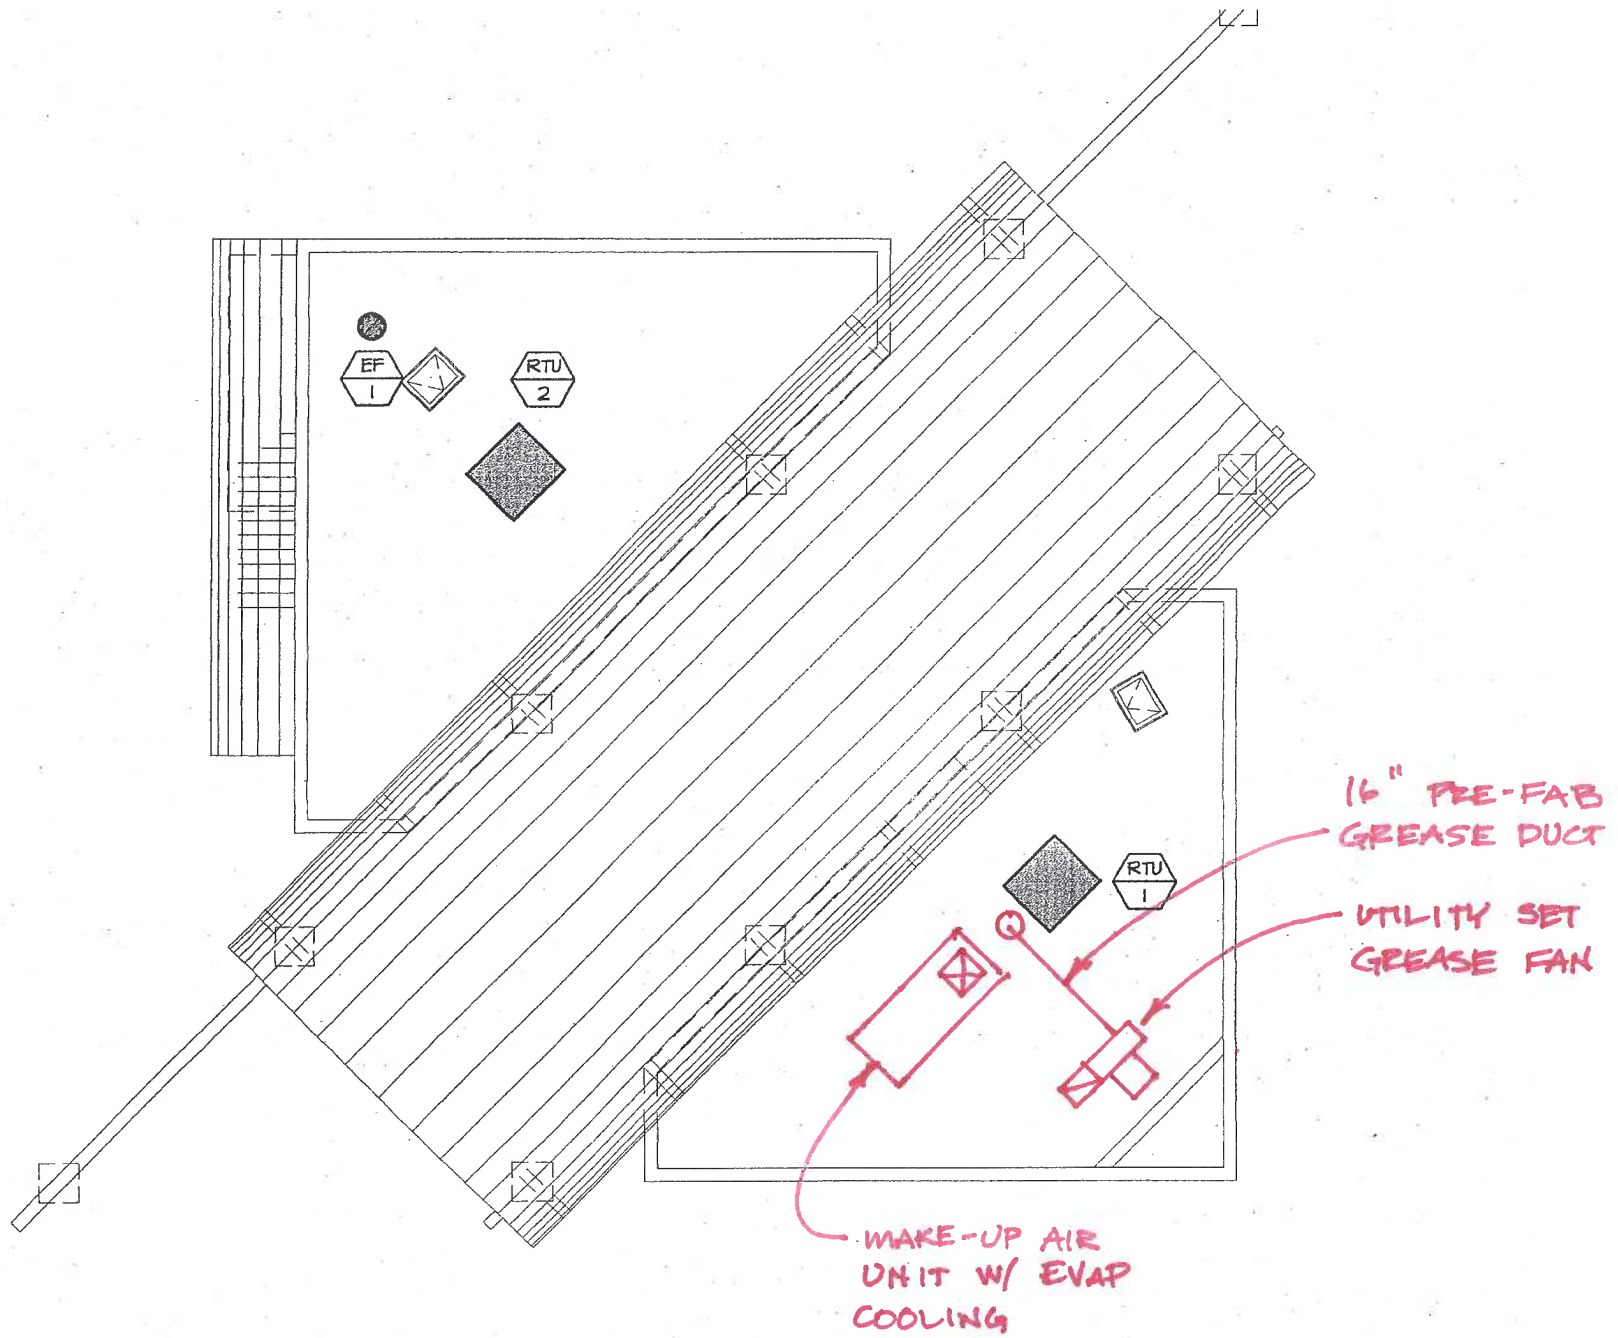 EF
1
RTU
2
16" PRE-FAB
GREASE DUCT
RTU
1
UTILITY SET
GREASE FAN
MAKE-UP AIR
UNIT W/ EVAP
COOLING